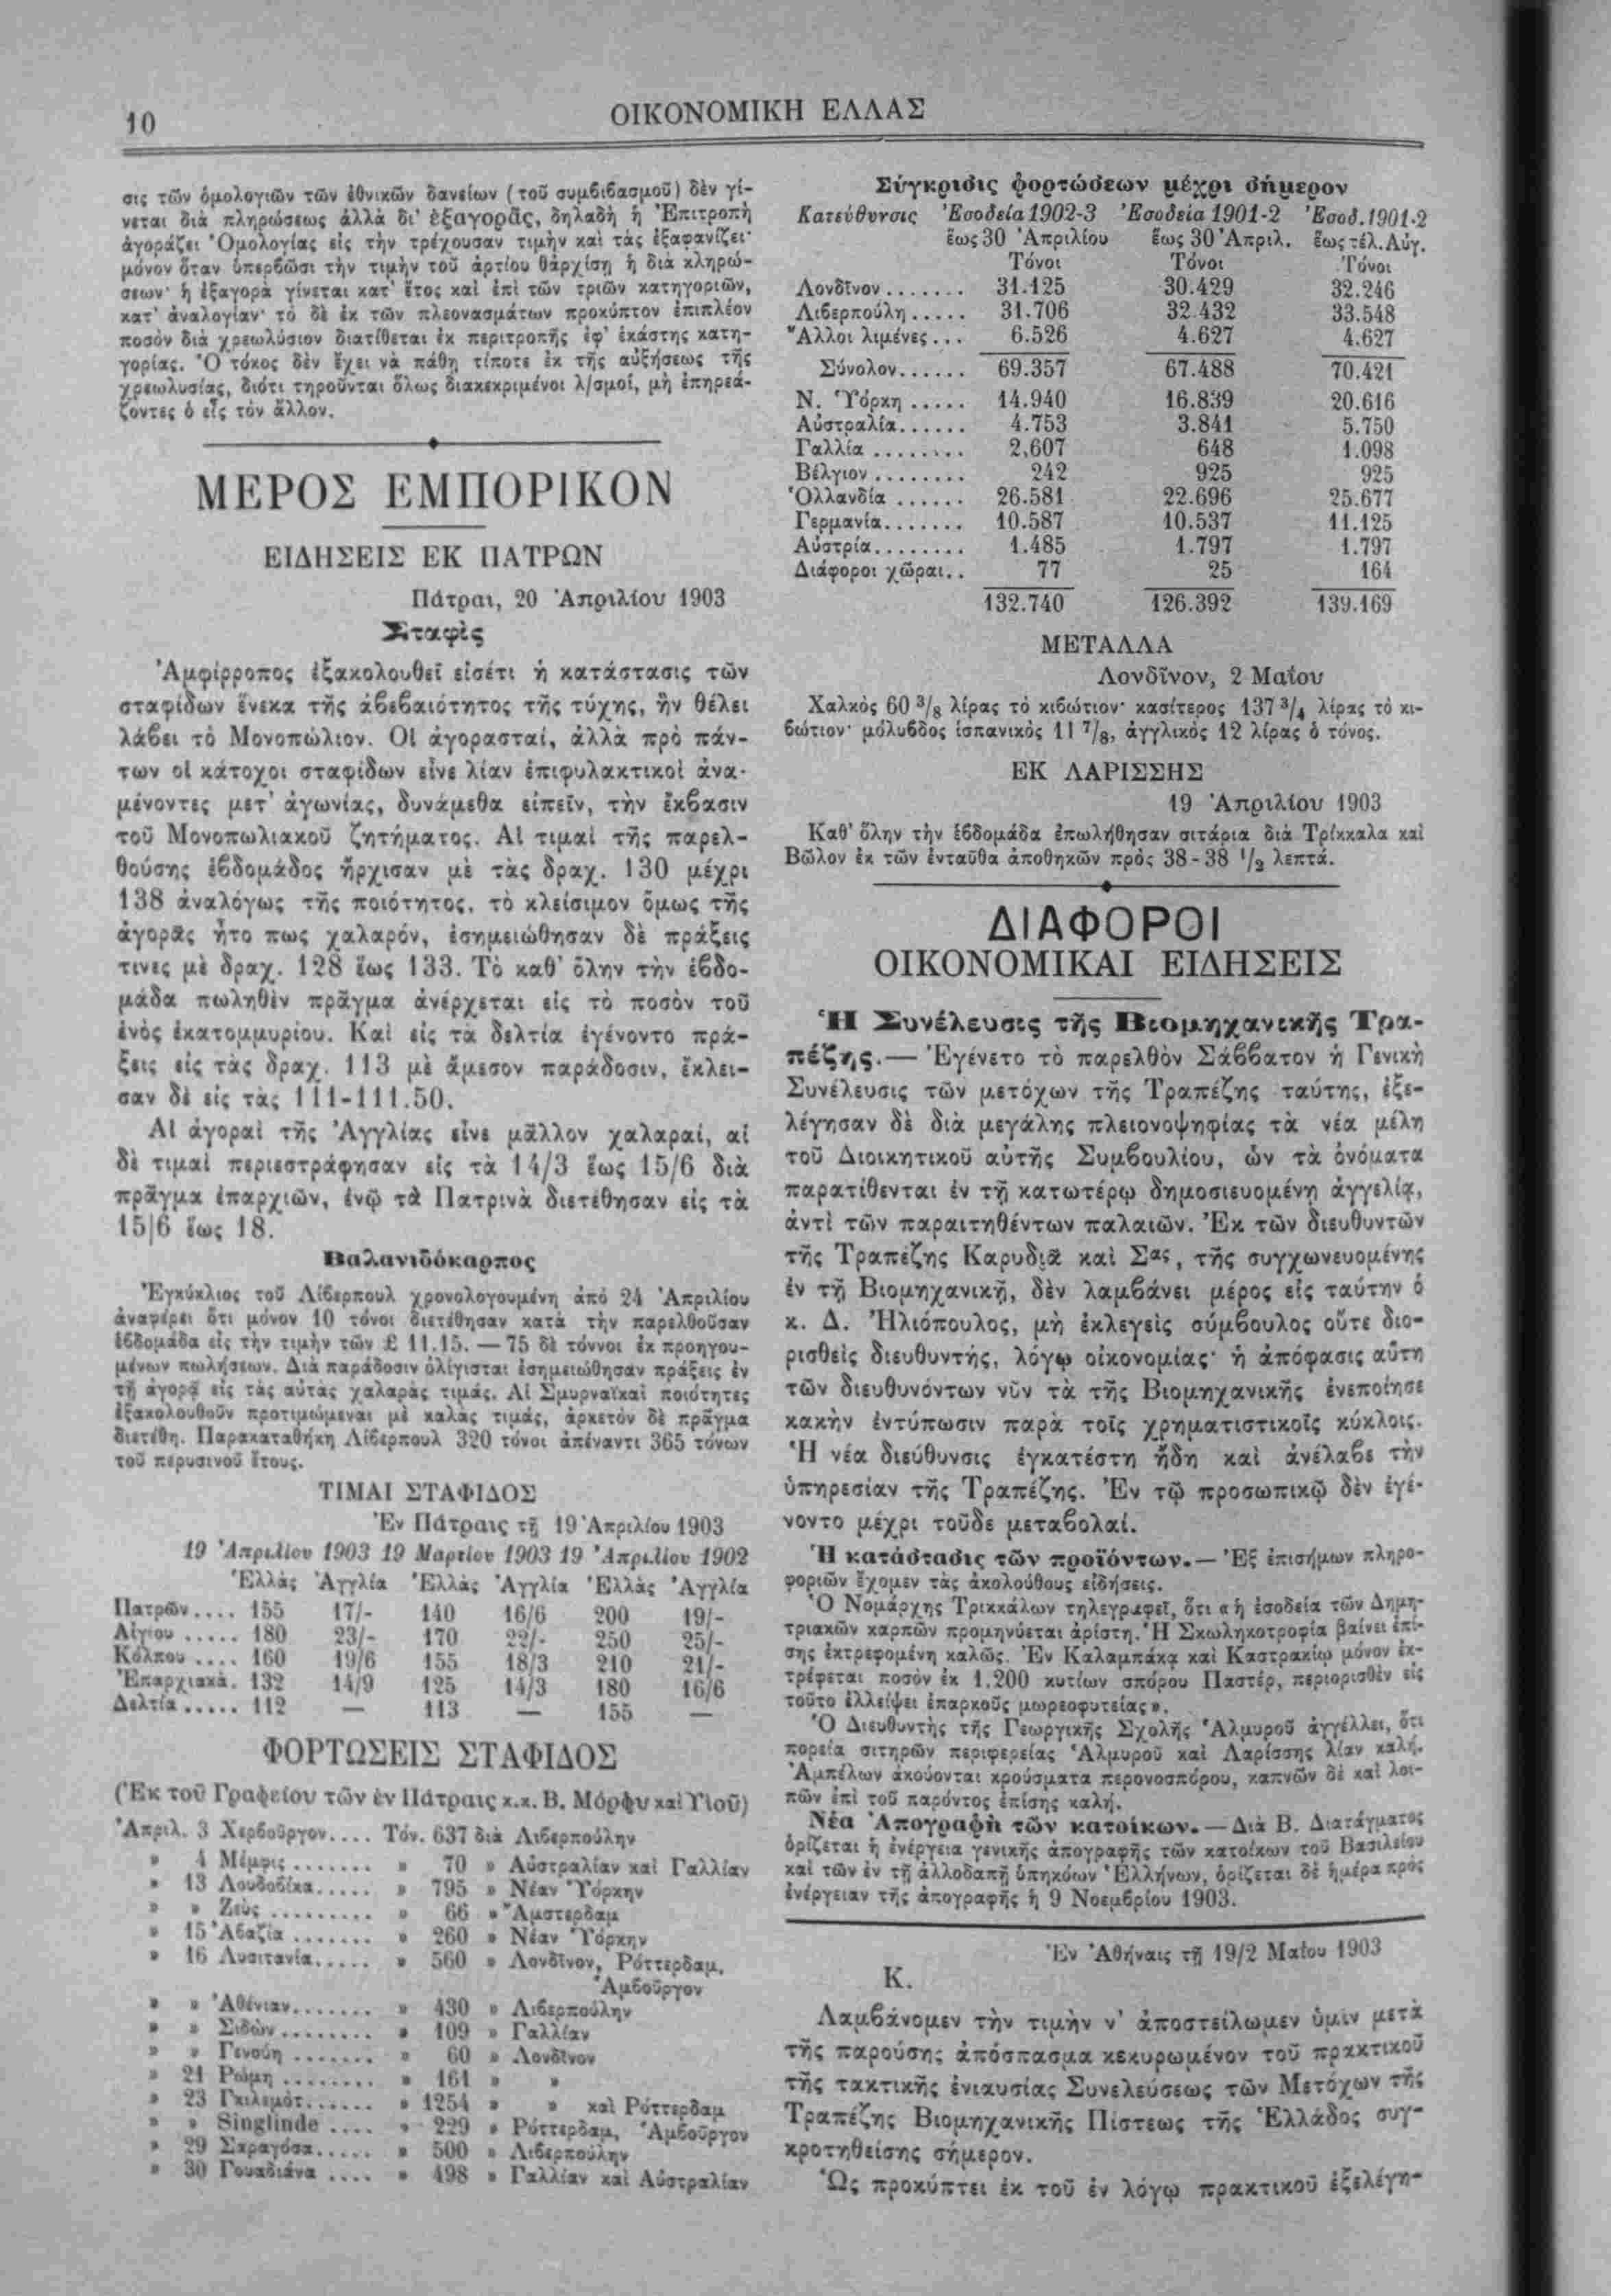 10
ΟΙΚΟΝΟΜΙΚΗ ΕΛΛΑΣ
σις τῶν ὁμολογιῶν τῶν ἐθνικῶν δανείων (τοῦ συμβιβασμοῦ) δὲν γί-
νεται διὰ πληρώσεως ἀλλὰ δι' ἐξαγορᾶς, δηλαδὴ ἡ Ἐπιτροπὴ
ἀγοράζει Ὁμολογίας εἰς τὴν τρέχουσαν τιμὴν καὶ τὰς ἐξαφανίζει·
μόνον ὅταν ὑπερβῶσι τὴν τιμὴν τοῦ ἀρτίου θἀρχίσῃ ἡ διὰ κληρώ-
σεων· ἡ ἐξαγορὰ γίνεται κατ' ἔτος καὶ ἐπὶ τῶν τριῶν κατηγοριῶν,
κατ' ἀναλογίαν· τὸ δὲ ἐκ τῶν πλεονασμάτων προκύπτον ἐπιπλέον
ποσὸν διὰ χρεωλύσιον διατίθεται ἐκ περιτροπῆς ἐφ' ἑκάστης κατη-
γορίας. Ὁ τόκος δὲν ἔχει νὰ πάθῃ τίποτε ἐκ τῆς αὐξήσεως τῆς
χρεωλυσίας, διότι τηροῦνται ὅλως διακεκριμένοι λ/σμοί, μὴ ἐπηρεά-
ζοντες ὁ εἷς τὸν ἄλλον.
ΜΕΡΟΣ ΕΜΠΟΡΙΚΟΝ
ΕΙΔΗΣΕΙΣ ΕΚ ΠΑΤΡΩΝ
Πάτραι, 20 Ἀπριλίου 1903
Σταφὶς
Ἀμφίρροπος ἐξακολουθεῖ εἰσέτι ἡ κατάστασις τῶν
σταφίδων ἕνεκα τῆς ἀβεβαιότητος τῆς τύχης, ἣν θέλει
λάβει τὸ Μονοπώλιον. Οἱ ἀγορασταί, ἀλλὰ πρὸ πάν-
των οἱ κάτοχοι σταφίδων εἶνε λίαν ἐπιφυλακτικοὶ ἀνα-
μένοντες μετ' ἀγωνίας, δυνάμεθα εἰπεῖν, τὴν ἔκβασιν
τοῦ Μονοπωλιακοῦ ζητήματος. Αἱ τιμαὶ τῆς παρελ-
θούσης ἑβδομάδος ἤρχισαν μὲ τὰς δραχ. 130 μέχρι
138 ἀναλόγως τῆς ποιότητος, τὸ κλείσιμον ὅμως τῆς
ἀγορᾶς ἦτο πως χαλαρόν, ἐσημειώθησαν δὲ πράξεις
τινες μὲ δραχ. 128 ἕως 133. Τὸ καθ' ὅλην τὴν ἑβδο-
μάδα πωληθὲν πρᾶγμα ἀνέρχεται εἰς τὸ ποσὸν τοῦ
ἑνὸς ἑκατομμυρίου. Καὶ εἰς τὰ δελτία ἐγένοντο πρά-
ξεις εἰς τὰς δραχ. 113 μὲ ἄμεσον παράδοσιν, ἔκλει-
σαν δὲ εἰς τὰς 111-111.50.
Αἱ ἀγοραὶ τῆς Ἀγγλίας εἶνε μᾶλλον χαλαραί, αἱ
δὲ τιμαὶ περιεστράφησαν εἰς τὰ 14/3 ἕως 15/6 διὰ
πρᾶγμα ἐπαρχιῶν, ἐνῷ τὰ Πατρινὰ διετέθησαν εἰς τὰ
15/6 ἕως 18.
Βαλανιδόκαρπος
Ἐγκύκλιος τοῦ Λίβερπουλ χρονολογουμένη ἀπὸ 24 Ἀπριλίου
ἀναφέρει ὅτι μόνον 10 τόνοι διετέθησαν κατὰ τὴν παρελθοῦσαν
ἑβδομάδα εἰς τὴν τιμὴν τῶν £ 11.15. — 75 δὲ τόννοι ἐκ προηγου-
μένων πωλήσεων. Διὰ παράδοσιν ὀλίγισται ἐσημειώθησαν πράξεις ἐν
τῇ ἀγορᾷ εἰς τὰς αὐτὰς χαλαρὰς τιμάς. Αἱ Σμυρναϊκαὶ ποιότητες
ἐξακολουθοῦν προτιμώμεναι μὲ καλὰς τιμάς, ἀρκετὸν δὲ πρᾶγμα
διετέθη. Παρακαταθήκη Λίβερπουλ 320 τόνοι ἀπέναντι 365 τόνων
τοῦ περυσινοῦ ἔτους.
ΤΙΜΑΙ ΣΤΑΦΙΔΟΣ
Ἐν Πάτραις τῇ 19 Ἀπριλίου 1903
19 Ἀπριλίου 1903 19 Μαρτίου 1903 19 Ἀπριλίου 1902
Ἑλλὰς Ἀγγλία Ἑλλὰς Ἀγγλία Ἑλλὰς Ἀγγλία
Πατρῶν.... 155 17/- 140 16/6 200 19/-
Αἰγίου ..... 180 23/- 170 22/- 250 25/-
Κόλπου .... 160 19/6 155 18/3 210 21/-
Ἐπαρχιακά. 132 14/9 125 14/3 180 16/6
Δελτία ..... 112 — 113 — 155 —
ΦΟΡΤΩΣΕΙΣ ΣΤΑΦΙΔΟΣ
(Ἐκ τοῦ Γραφείου τῶν ἐν Πάτραις κ.κ. Β. Μόρφυ καὶ Υἱοῦ)
Ἀπριλ. 3 Χερβοῦργον.... Τόν. 637 διὰ Λιβερπούλην
» 4 Μέμφις ....... » 70 » Αὐστραλίαν καὶ Γαλλίαν
» 13 Λουδοβίκα..... » 795 » Νέαν Ὑόρκην
» » Ζεὺς ......... » 66 » Ἄμστερδαμ
» 15 Ἀβαζία ....... » 260 » Νέαν Ὑόρκην
» 16 Λυσιτανία..... » 560 » Λονδῖνον, Ρόττερδαμ,
Ἁμβοῦργον
» » Ἀθένιαν....... » 430 » Λιβερπούλην
» » Σιδὼν ........ » 109 » Γαλλίαν
» » Γενούη ....... » 60 » Λονδῖνον
» 21 Ρώμη ........ » 161 » »
» 23 Γκιλεμότ...... » 1254 » » καὶ Ρόττερδαμ
» » Singlinde .... » 229 » Ρόττερδαμ, Ἁμβοῦργον
» 29 Σαραγόσα..... » 500 » Λιβερπούλην
» 30 Γουαδιάνα .... » 498 » Γαλλίαν καὶ Αὐστραλίαν
Σύγκρισις φορτώσεων μέχρι σήμερον
Κατεύθυνσις Ἐσοδεία 1902-3 Ἐσοδεία 1901-2 Ἐσοδ. 1901-2
ἕως 30 Ἀπριλίου ἕως 30 Ἀπριλ. ἕως τέλ. Αὐγ.
Τόνοι Τόνοι Τόνοι
Λονδῖνον ....... 31.125 30.429 32.246
Λιβερπούλη ..... 31.706 32.432 33.548
Ἄλλοι λιμένες ... 6.526 4.627 4.627
Σύνολον...... 69.357 67.488 70.421
Ν. Ὑόρκη ..... 14.940 16.839 20.616
Αὐστραλία...... 4.753 3.841 5.750
Γαλλία ........ 2,607 648 1.098
Βέλγιον ........ 242 925 925
Ὁλλανδία ...... 26.581 22.696 25.677
Γερμανία....... 10.587 10.537 11.125
Αὐστρία........ 1.485 1.797 1.797
Διάφοροι χῶραι.. 77 25 164
132.740 126.392 139.169
ΜΕΤΑΛΛΑ
Λονδῖνον, 2 Μαΐου
Χαλκὸς 60 3/8 λίρας τὸ κιβώτιον· κασίτερος 137 3/4 λίρας τὸ κι-
βώτιον· μόλυβδος ἱσπανικὸς 11 7/8, ἀγγλικὸς 12 λίρας ὁ τόνος.
ΕΚ ΛΑΡΙΣΣΗΣ
19 Ἀπριλίου 1903
Καθ' ὅλην τὴν ἑβδομάδα ἐπωλήθησαν σιτάρια διὰ Τρίκκαλα καὶ
Βῶλον ἐκ τῶν ἐνταῦθα ἀποθηκῶν πρὸς 38-38 1/2 λεπτά.
ΔΙΑΦΟΡΟΙ
ΟΙΚΟΝΟΜΙΚΑΙ ΕΙΔΗΣΕΙΣ
Ἡ Συνέλευσις τῆς Βιομηχανικῆς Τρα-
πέζης.— Ἐγένετο τὸ παρελθὸν Σάββατον ἡ Γενικὴ
Συνέλευσις τῶν μετόχων τῆς Τραπέζης ταύτης, ἐξε-
λέγησαν δὲ διὰ μεγάλης πλειονοψηφίας τὰ νέα μέλη
τοῦ Διοικητικοῦ αὐτῆς Συμβουλίου, ὧν τὰ ὀνόματα
παρατίθενται ἐν τῇ κατωτέρῳ δημοσιευομένῃ ἀγγελίᾳ,
ἀντὶ τῶν παραιτηθέντων παλαιῶν. Ἐκ τῶν διευθυντῶν
τῆς Τραπέζης Καρυδιᾶ καὶ Σας, τῆς συγχωνευομένης
ἐν τῇ Βιομηχανικῇ, δὲν λαμβάνει μέρος εἰς ταύτην ὁ
κ. Δ. Ἡλιόπουλος, μὴ ἐκλεγεὶς σύμβουλος οὔτε διο-
ρισθεὶς διευθυντής, λόγῳ οἰκονομίας· ἡ ἀπόφασις αὕτη
τῶν διευθυνόντων νῦν τὰ τῆς Βιομηχανικῆς ἐνεποίησε
κακὴν ἐντύπωσιν παρὰ τοῖς χρηματιστικοῖς κύκλοις.
Ἡ νέα διεύθυνσις ἐγκατέστη ἤδη καὶ ἀνέλαβε τὴν
ὑπηρεσίαν τῆς Τραπέζης. Ἐν τῷ προσωπικῷ δὲν ἐγέ-
νοντο μέχρι τοῦδε μεταβολαί.
Ἡ κατάστασις τῶν προϊόντων.— Ἐξ ἐπισήμων πληρο-
φοριῶν ἔχομεν τὰς ἀκολούθους εἰδήσεις.
Ὁ Νομάρχης Τρικκάλων τηλεγραφεῖ, ὅτι «ἡ ἐσοδεία τῶν Δημη-
τριακῶν καρπῶν προμηνύεται ἀρίστη. Ἡ Σκωληκοτροφία βαίνει ἐπί-
σης ἐκτρεφομένη καλῶς. Ἐν Καλαμπάκᾳ καὶ Καστρακίῳ μόνον ἐκ-
τρέφεται ποσὸν ἐκ 1.200 κυτίων σπόρου Παστέρ, περιορισθὲν εἰς
τοῦτο ἐλλείψει ἐπαρκοῦς μωρεοφυτείας».
Ὁ Διευθυντὴς τῆς Γεωργικῆς Σχολῆς Ἁλμυροῦ ἀγγέλλει, ὅτι
πορεία σιτηρῶν περιφερείας Ἁλμυροῦ καὶ Λαρίσσης λίαν καλή.
Ἀμπέλων ἀκούονται κρούσματα περονοσπόρου, καπνῶν δὲ καὶ λοι-
πῶν ἐπὶ τοῦ παρόντος ἐπίσης καλή.
Νέα Ἀπογραφὴ τῶν κατοίκων.— Διὰ Β. Διατάγματος
ὁρίζεται ἡ ἐνέργεια γενικῆς ἀπογραφῆς τῶν κατοίκων τοῦ Βασιλείου
καὶ τῶν ἐν τῇ ἀλλοδαπῇ ὑπηκόων Ἑλλήνων, ὁρίζεται δὲ ἡμέρα πρὸς
ἐνέργειαν τῆς ἀπογραφῆς ἡ 9 Νοεμβρίου 1903.
Ἐν Ἀθήναις τῇ 19/2 Μαΐου 1903
Κ.
Λαμβάνομεν τὴν τιμὴν ν' ἀποστείλωμεν ὑμῖν μετὰ
τῆς παρούσης ἀπόσπασμα κεκυρωμένον τοῦ πρακτικοῦ
τῆς τακτικῆς ἐνιαυσίας Συνελεύσεως τῶν Μετόχων τῆς
Τραπέζης Βιομηχανικῆς Πίστεως τῆς Ἑλλάδος συγ-
κροτηθείσης σήμερον.
Ὡς προκύπτει ἐκ τοῦ ἐν λόγῳ πρακτικοῦ ἐξελέγη-